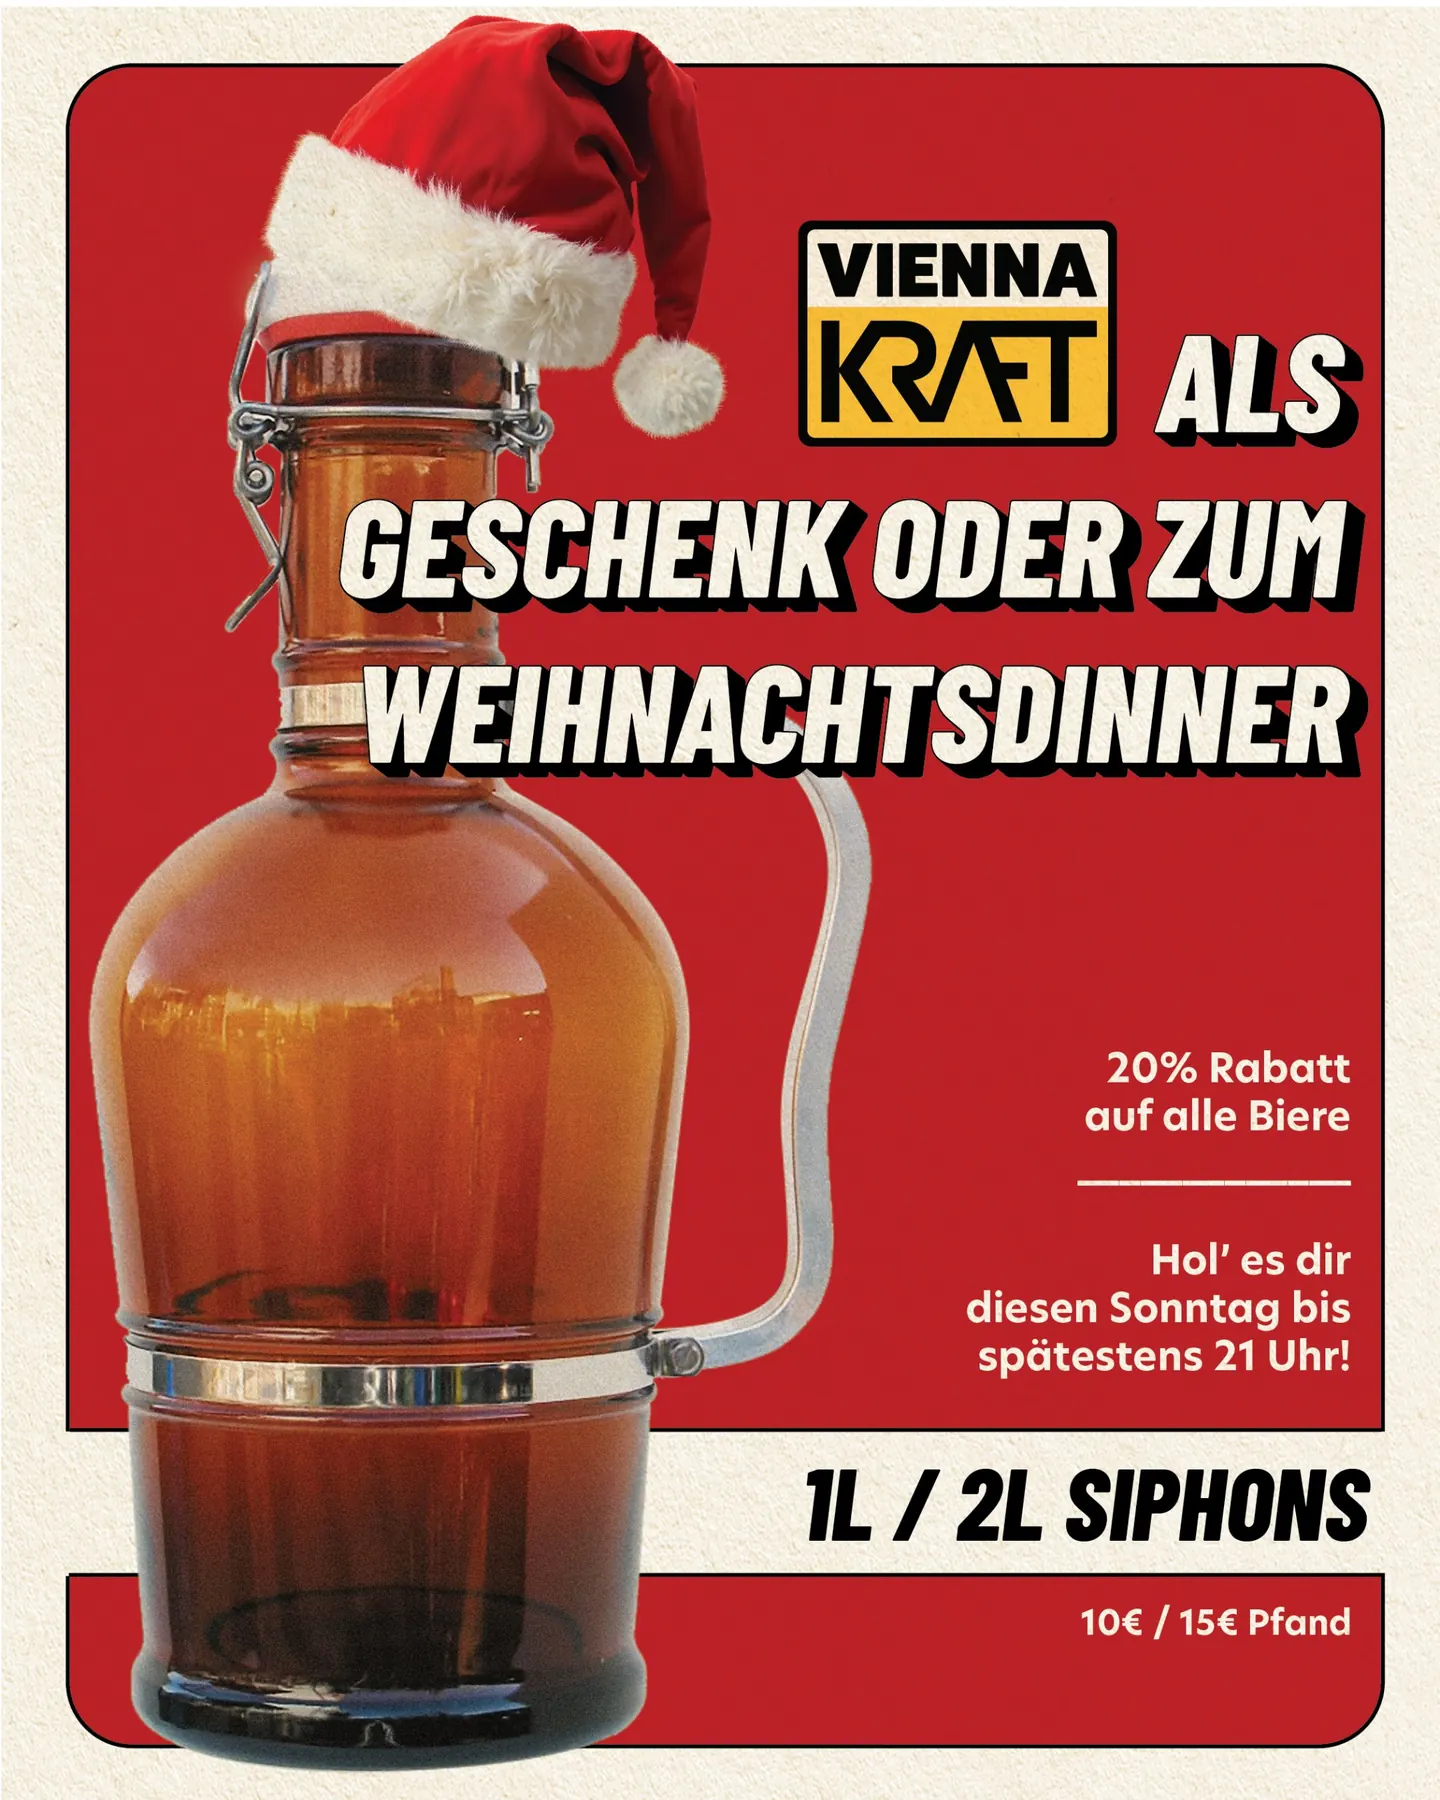 VIENNA
KRAFT
ALS
GESCHENK ODER ZUM
WEIHNACHTSDINNER
20% Rabatt
auf alle Biere
Hol’ es dir
diesen Sonntag bis
spätestens 21 Uhr!
1L / 2L SIPHONS
10€ / 15€ Pfand